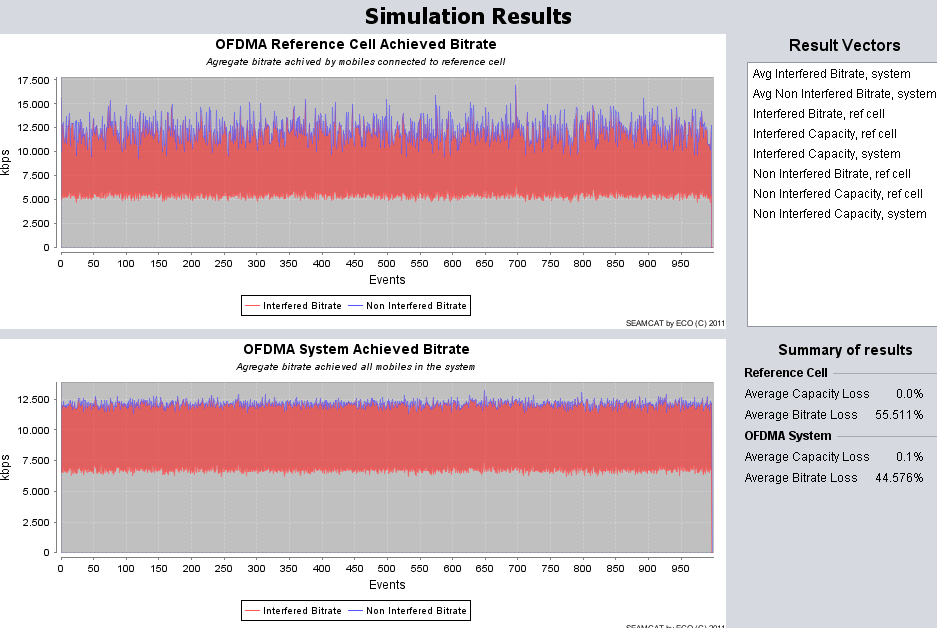 Simulation Results
OFDMA Reference Cell Achieved Bitrate
Agregate bitrate achived by mobiles connected to reference cell
17.500
15.000
12.500
10.000
7.500
5.000
2.500
0
kbps
0 50 100 150 200 250 300 350 400 450 500 550 600 650 700 750 800 850 900 950
Events
Interfered Bitrate Non Interfered Bitrate
SEAMCAT by ECO (C) 2011
OFDMA System Achieved Bitrate
Agregate bitrate achieved all mobiles in the system
12.500
10.000
7.500
5.000
2.500
0
kbps
0 50 100 150 200 250 300 350 400 450 500 550 600 650 700 750 800 850 900 950
Events
Interfered Bitrate Non Interfered Bitrate
SEAMCAT by ECO (C) 2011
Result Vectors
Avg Interfered Bitrate, system
Avg Non Interfered Bitrate, system
Interfered Bitrate, ref cell
Interfered Capacity, ref cell
Interfered Capacity, system
Non Interfered Bitrate, ref cell
Non Interfered Capacity, ref cell
Non Interfered Capacity, system
Summary of results
Reference Cell
Average Capacity Loss 0.0%
Average Bitrate Loss 55.511%
OFDMA System
Average Capacity Loss 0.1%
Average Bitrate Loss 44.576%